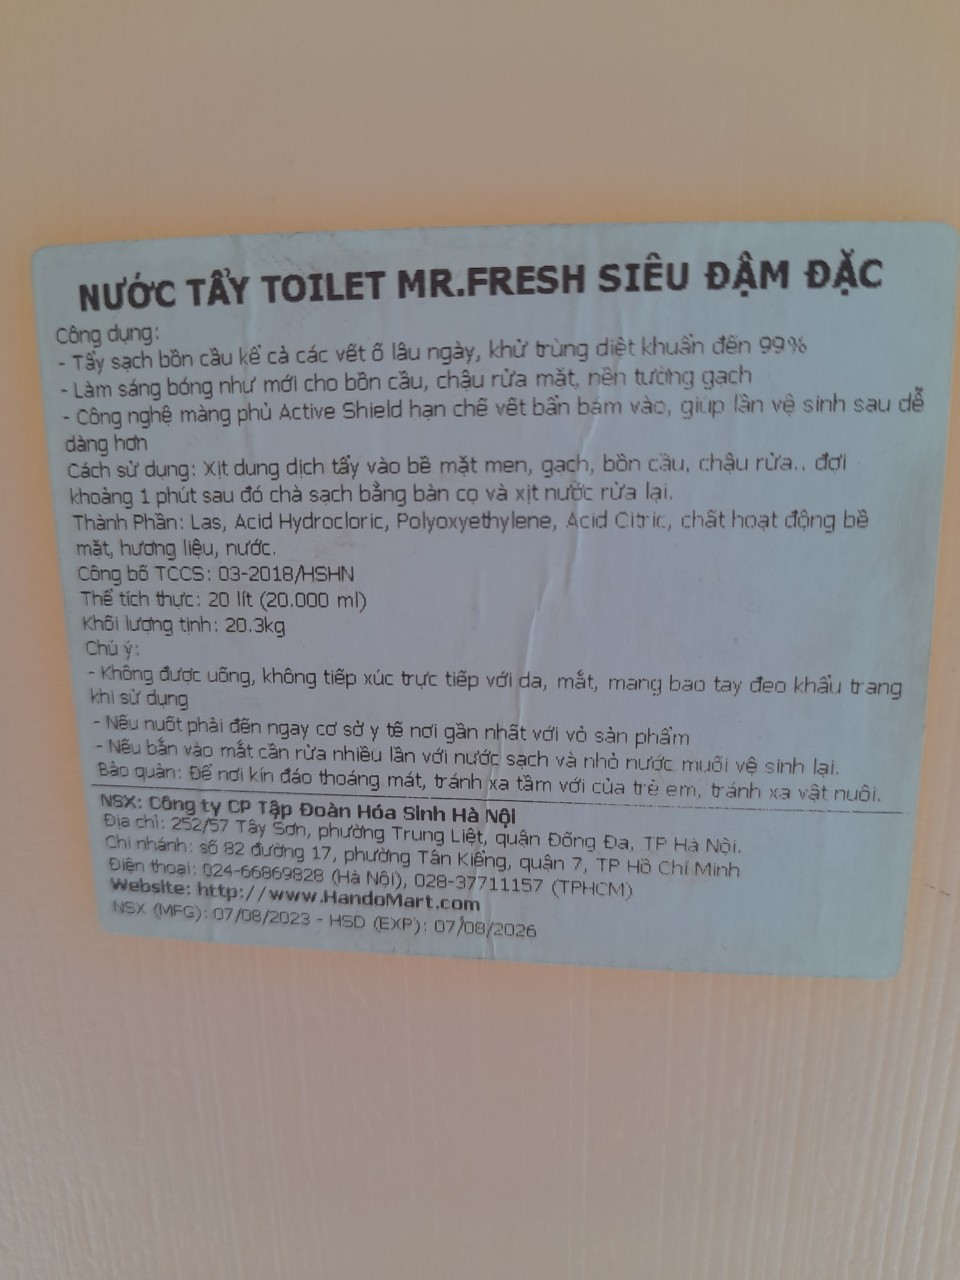 NƯỚC TẨY TOILET MR.FRESH SIÊU ĐẬM ĐẶC
Công dụng:
- Tẩy sạch bồn cầu kể cả các vết ố lâu ngày, khử trùng diệt khuẩn đến 99%
- Làm sáng bóng như mới cho bồn cầu, chậu rửa mặt, nền tường gạch
- Công nghệ màng phủ Active Shield hạn chế vết bẩn bám vào, giúp lần vệ sinh sau dễ
dàng hơn
Cách sử dụng: Xịt dung dịch tẩy vào bề mặt men, gạch, bồn cầu, chậu rửa.. đợi
khoảng 1 phút sau đó chà sạch bằng bàn cọ và xịt nước rửa lại.
Thành Phần: Las, Acid Hydrocloric, Polyoxyethylene, Acid Citric, chất hoạt động bề
mặt, hương liệu, nước.
Công bố TCCS: 03-2018/HSHN
Thể tích thực: 20 lít (20.000 ml)
Khối lượng tịnh: 20.3kg
Chú ý:
- Không được uống, không tiếp xúc trực tiếp với da, mắt, mang bao tay đeo khẩu trang
khi sử dụng
- Nếu nuốt phải đến ngay cơ sở y tế nơi gần nhất với vỏ sản phẩm
- Nếu bắn vào mắt cần rửa nhiều lần với nước sạch và nhỏ nước muối vệ sinh lại.
Bảo quản: Để nơi kín đáo thoáng mát, tránh xa tầm với của trẻ em, tránh xa vật nuôi.
NSX: Công ty CP Tập Đoàn Hóa Sinh Hà Nội
Địa chỉ: 252/57 Tây Sơn, phường Trung Liệt, quận Đống Đa, TP Hà Nội.
Chi nhánh: số 82 đường 17, phường Tân Kiểng, quận 7, TP Hồ Chí Minh
Điện thoại: 024-66869828 (Hà Nội), 028-37711157 (TPHCM)
Website: http://www.HandoMart.com
NSX (MFG): 07/08/2023 - HSD (EXP): 07/08/2026